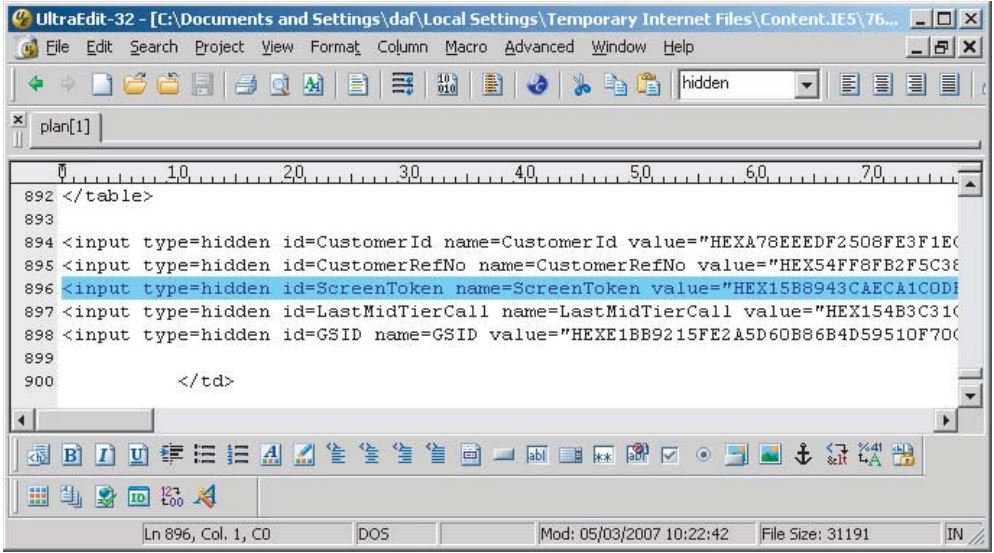 UltraEdit-32 - [C:\Documents and Settings\daf\Local Settings\Temporary Internet Files\Content.IE5\76...
File Edit Search Project View Format Column Macro Advanced Window Help
hidden
plan[1]
0 10 20 30 40 50 60 70
892 </table>
893
894 <input type=hidden id=CustomerId name=CustomerId value="HEXA78EEEDF2508FE3F1E
895 <input type=hidden id=CustomerRefNo name=CustomerRefNo value="HEX54FF8FB2F5C38
896 <input type=hidden id=ScreenToken name=ScreenToken value="HEX15B8943CAECA1C0D
897 <input type=hidden id=LastMidTierCall name=LastMidTierCall value="HEX154B3C31
898 <input type=hidden id=GSID name=GSID value="HEXE1BB9215FE2A5D60B86B4D59510F70
899
900 </td>
Ln 896, Col. 1, C0 DOS Mod: 05/03/2007 10:22:42 File Size: 31191 IN